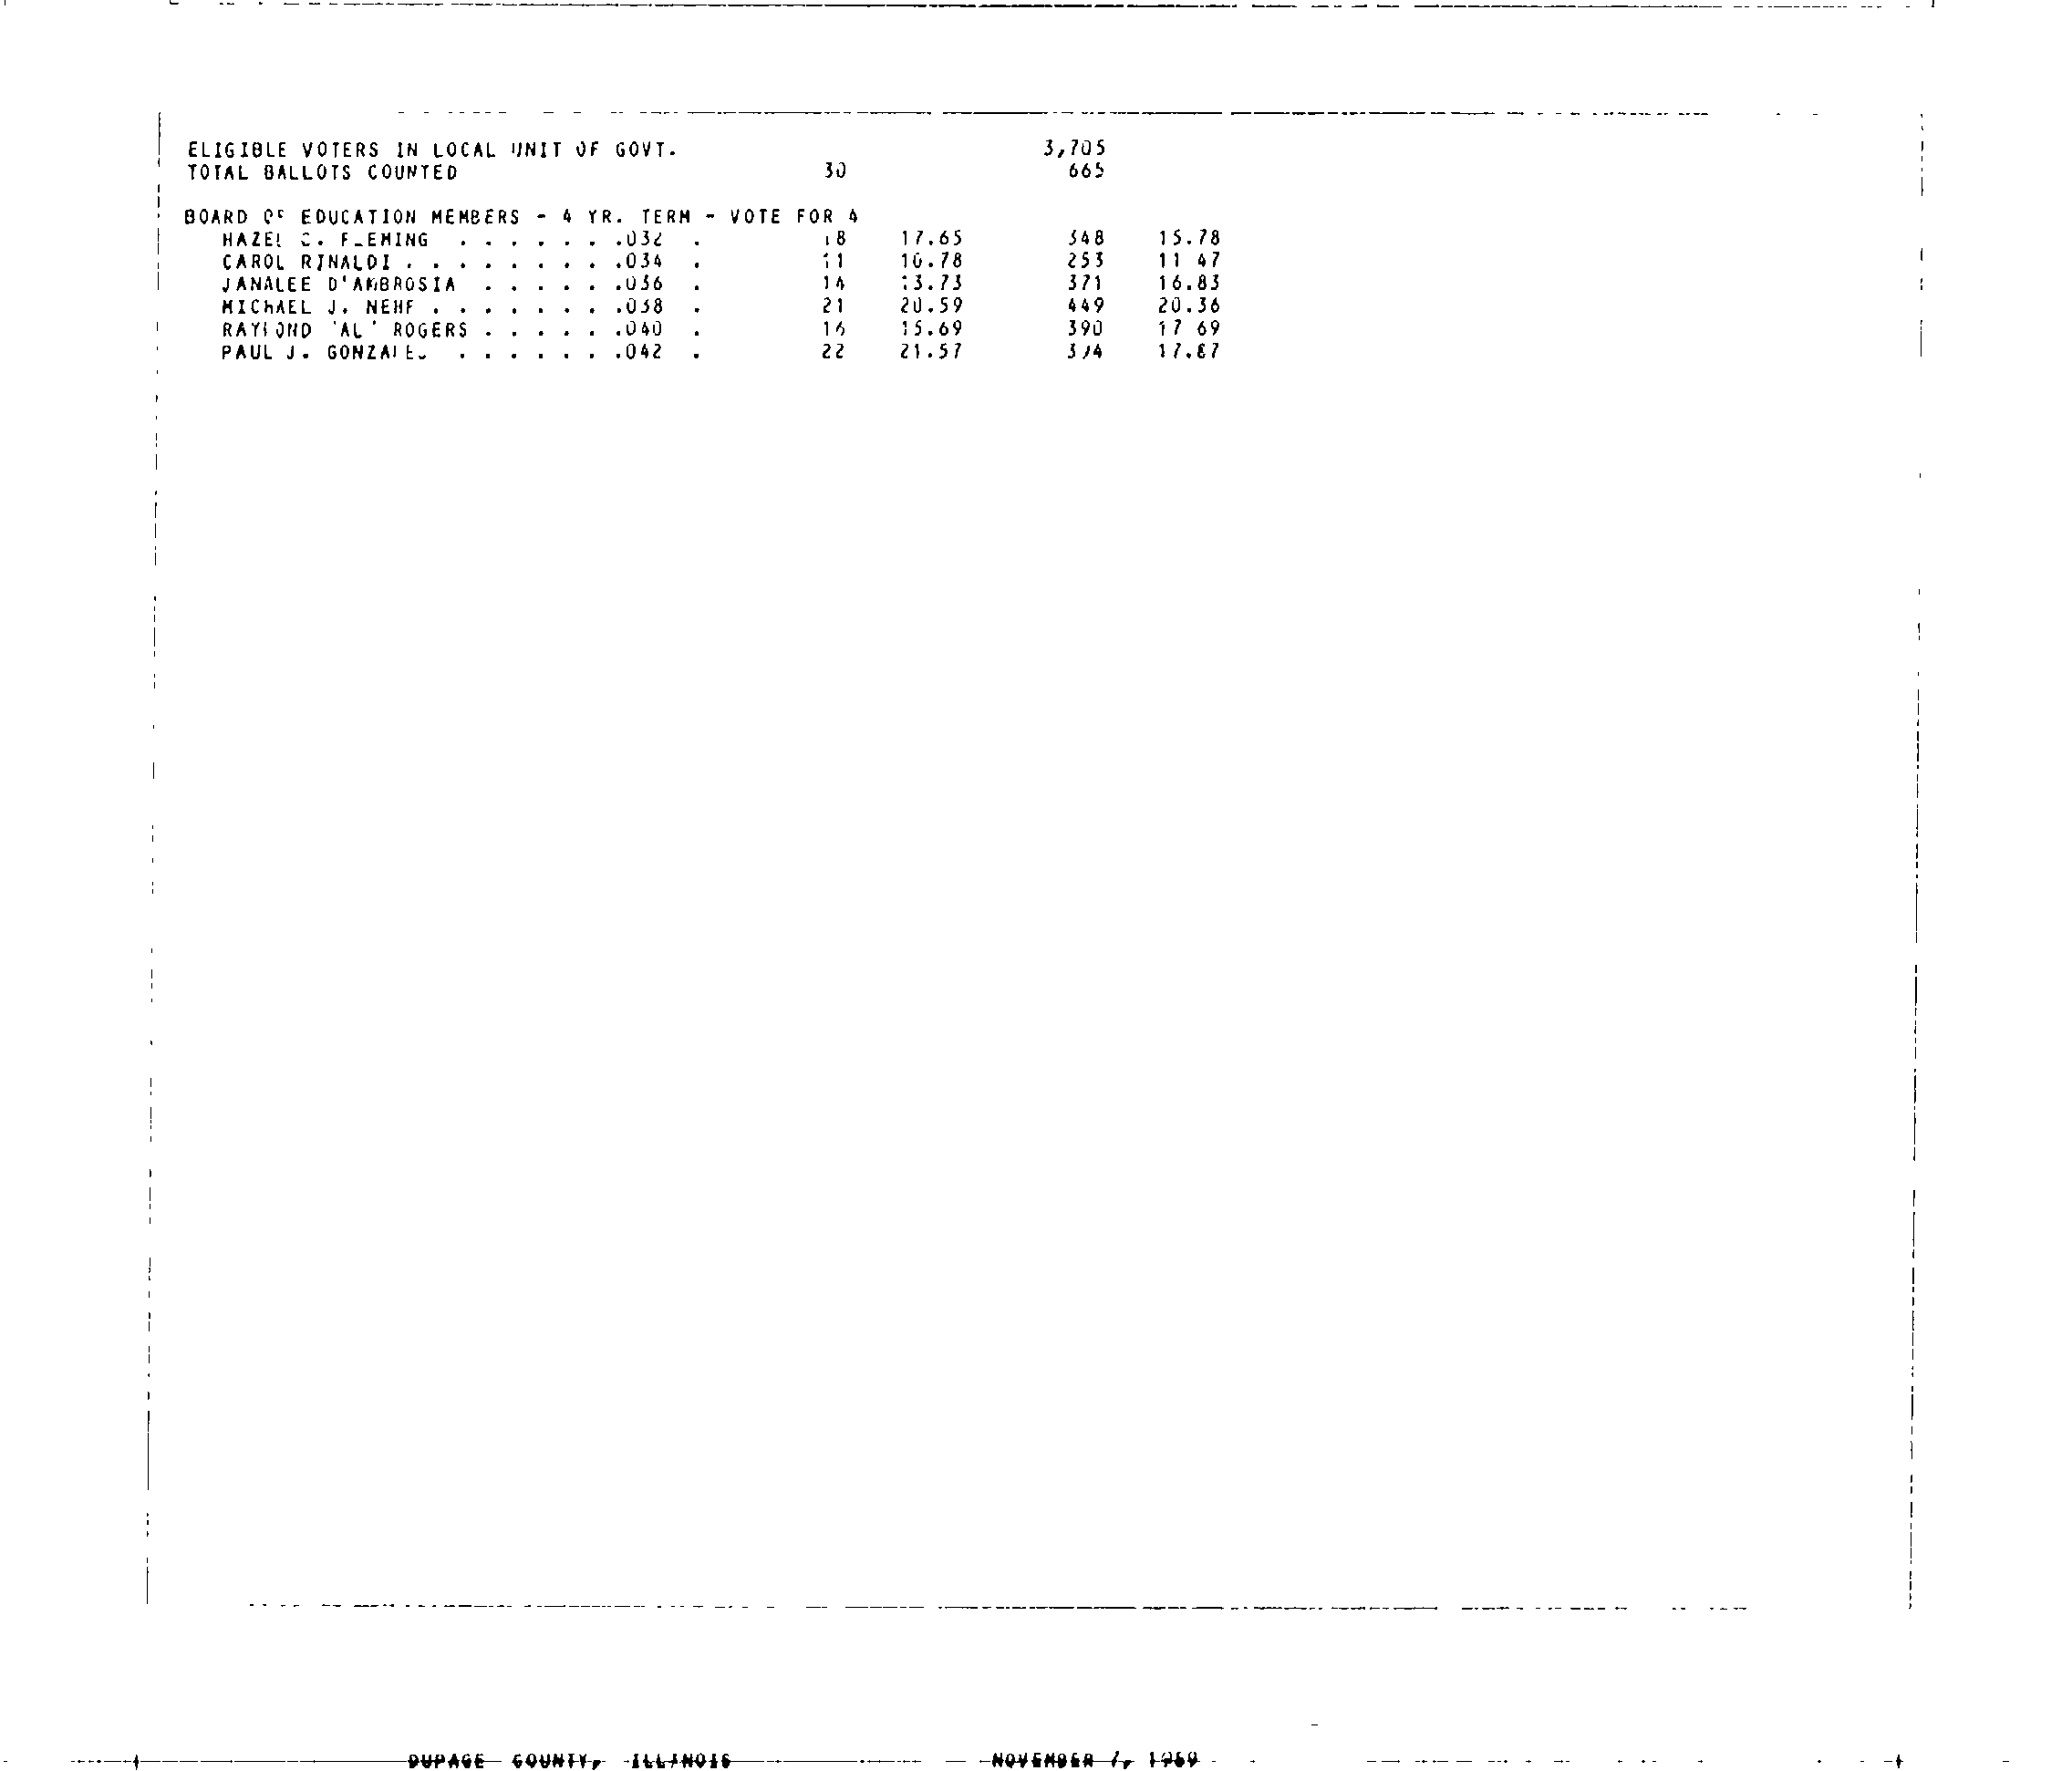 ELIGIBLE VOTERS IN LOCAL UNIT OF GOVT. 3,705
TOTAL BALLOTS COUNTED 30 665
BOARD OF EDUCATION MEMBERS - 4 YR. TERM - VOTE FOR 4
HAZEL C. FLEMING . . . . . . .032 . 18 17.65 348 15.78
CAROL RINALDI . . . . . . . . .034 . 11 10.78 253 11.47
JANALEE D'AMBROSIA . . . . . .036 . 14 13.73 371 16.83
MICHAEL J. NEHF . . . . . . . .038 . 21 20.59 449 20.36
RAYMOND 'AL' ROGERS . . . . . .040 . 16 15.69 390 17.69
PAUL J. GONZALES . . . . . . .042 . 22 21.57 394 17.87
DUPAGE COUNTY, ILLINOIS NOVEMBER 7, 1989